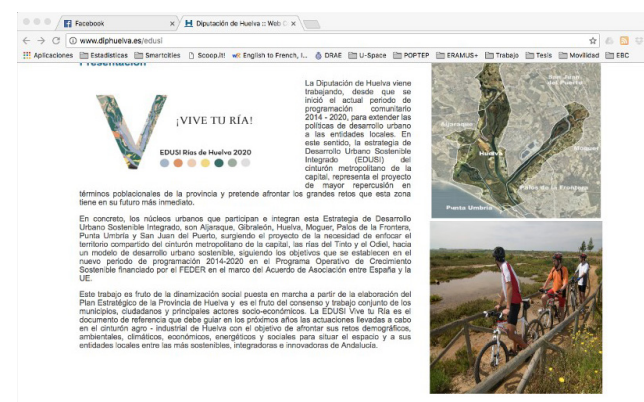 Facebook
Diputación de Huelva :: Web D
www.diphuelva.es/edusi
Aplicaciones Estadísticas Smartcities Scoop.it! English to French, I... DRAE U-Space POPTEP ERAMUS+ Trabajo Tesis Movilidad EBC
Presentación
La Diputación de Huelva viene
trabajando, desde que se
inició el actual periodo de
programación comunitario
2014 - 2020, para extender las
políticas de desarrollo urbano
a las entidades locales. En
este sentido, la estrategia de
Desarrollo Urbano Sostenible
Integrado (EDUSI) del
cinturón metropolitano de la
capital, representa el proyecto
de mayor repercusión en
términos poblacionales de la provincia y pretende afrontar los grandes retos que esta zona
tiene en su futuro más inmediato.
¡VIVE TU RÍA!
EDUSI Rías de Huelva 2020
En concreto, los núcleos urbanos que participan e integran esta Estrategia de Desarrollo
Urbano Sostenible Integrado, son Aljaraque, Gibraleón, Huelva, Moguer, Palos de la Frontera,
Punta Umbría y San Juan del Puerto, surgiendo el proyecto de la necesidad de enfocar el
territorio compartido del cinturón metropolitano de la capital, las rías del Tinto y el Odiel, hacia
un modelo de desarrollo urbano sostenible, siguiendo los objetivos que se establecen en el
nuevo periodo de programación 2014-2020 en el Programa Operativo de Crecimiento
Sostenible financiado por el FEDER en el marco del Acuerdo de Asociación entre España y la
UE.
Este trabajo es fruto de la dinamización social puesta en marcha a partir de la elaboración del
Plan Estratégico de la Provincia de Huelva y es el fruto del consenso y trabajo conjunto de los
municipios, ciudadanos y principales actores socio-económicos. La EDUSI Vive tu Ría es el
documento de referencia que debe guiar en los próximos años las actuaciones llevadas a cabo
en el cinturón agro - industrial de Huelva con el objetivo de afrontar sus retos demográficos,
ambientales, climáticos, económicos, energéticos y sociales para situar el espacio y a sus
entidades locales entre las más sostenibles, integradoras e innovadoras de Andalucía.
San Juan
del Puerto
Aljaraque
Huelva
Moguer
Palos de la Frontera
Punta Umbría